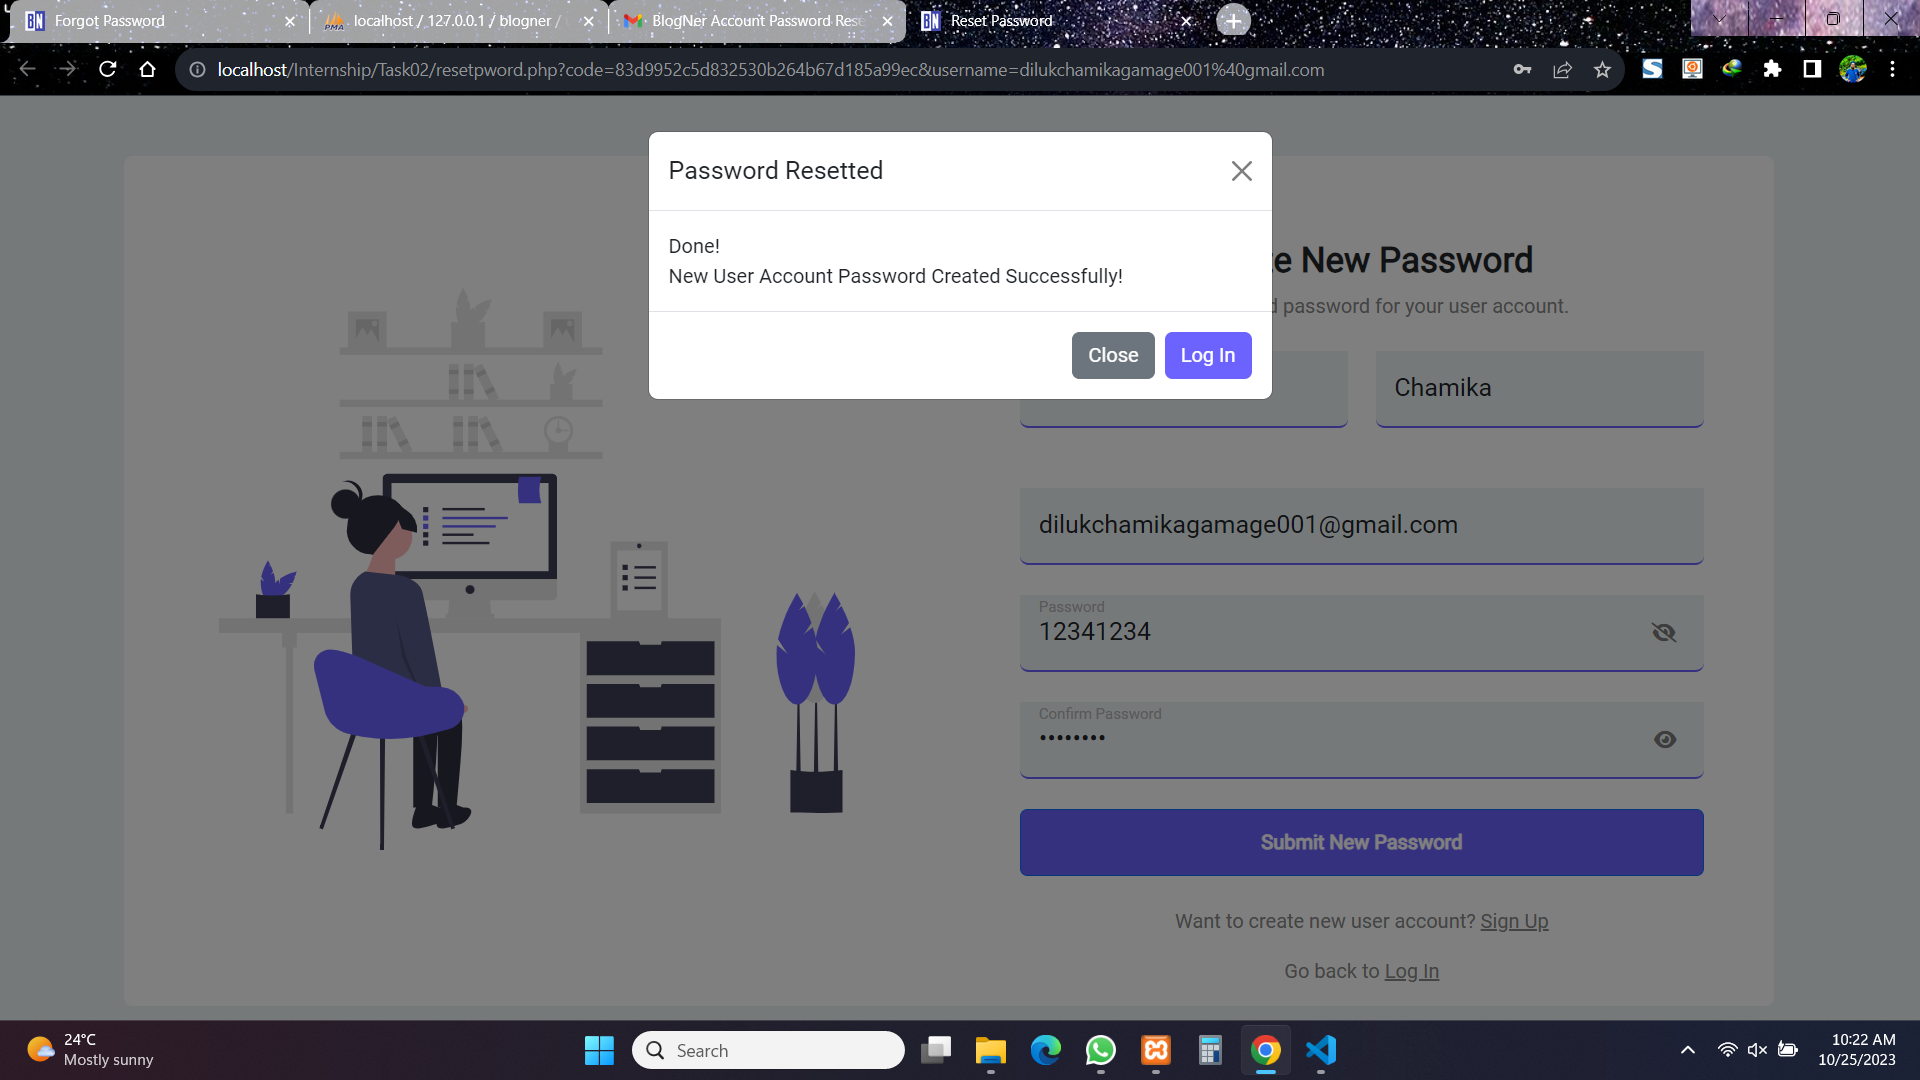 BN Forgot Password
PMA localhost / 127.0.0.1 / blogner /
BlogNer Account Password Rese
BN Reset Password
localhost/Internship/Task02/resetpword.php?code=83d9952c5d832530b264b67d185a99ec&username=dilukchamikagamage001%40gmail.com
Password Resetted
Done!
New User Account Password Created Successfully!
Close
Log In
te New Password
d password for your user account.
Chamika
dilukchamikagamage001@gmail.com
Password
12341234
Confirm Password
••••••••
Submit New Password
Want to create new user account? Sign Up
Go back to Log In
24°C
Mostly sunny
Search
10:22 AM
10/25/2023